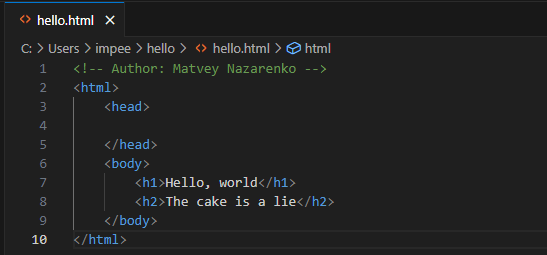 hello.html
C: > Users > impee > hello > hello.html > html
1 <!-- Author: Matvey Nazarenko -->
2 <html>
3     <head>
4
5     </head>
6     <body>
7         <h1>Hello, world</h1>
8         <h2>The cake is a lie</h2>
9     </body>
10 </html>